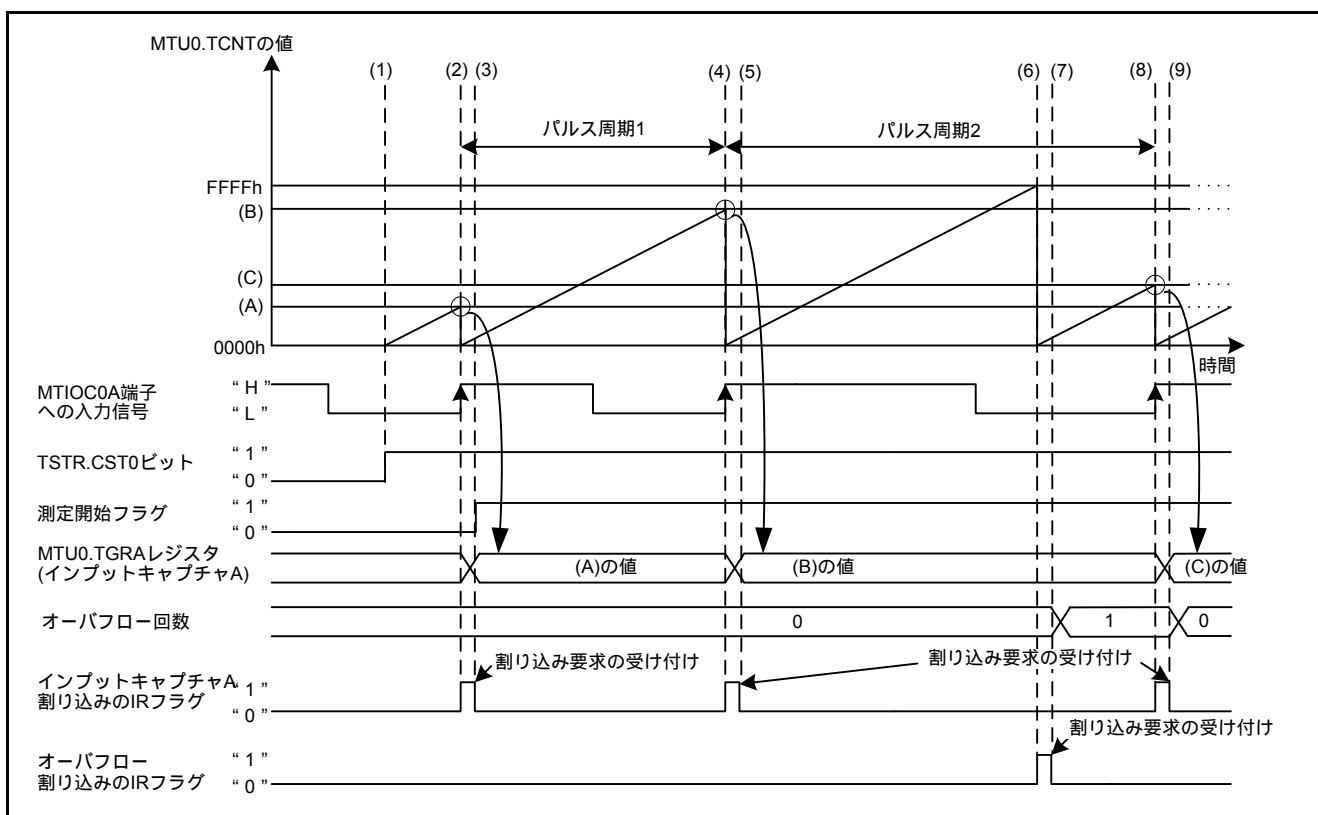 MTU0.TCNTの値
(1) (2) (3) (4) (5) (6) (7) (8) (9)
パルス周期1 パルス周期2
FFFFh
(B)
(C)
(A)
0000h
時間
MTIOC0A端子
への入力信号
“ H ”
“ L ”
TSTR.CST0ビット
“ 1 ”
“ 0 ”
測定開始フラグ
“ 1 ”
“ 0 ”
MTU0.TGRAレジスタ
(インプットキャプチャA)
(A)の値 (B)の値 (C)の値
オーバフロー回数 0 1 0
割り込み要求の受け付け 割り込み要求の受け付け
インプットキャプチャA
割り込みのIRフラグ
“ 1 ”
“ 0 ”
割り込み要求の受け付け
オーバフロー
割り込みのIRフラグ
“ 1 ”
“ 0 ”